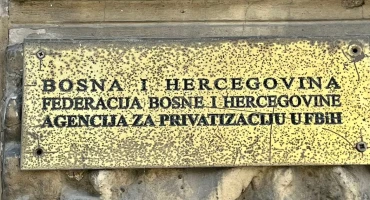 BOSNA I HERCEGOVINA
FEDERACIJA BOSNE I HERCEGOVINE
AGENCIJA ZA PRIVATIZACIJU U FBiH